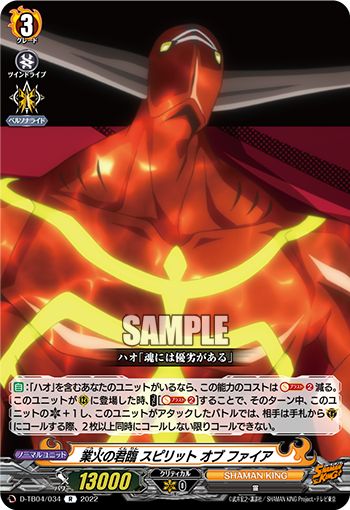 3
グレード
ツインドライブ
ペルソナライド
SAMPLE
ハオ「魂には優劣がある」
自：「ハオ」を含むあなたのユニットがいるなら、この能力のコストは減る。
このユニットがVに登場した時、することで、そのターン中、このユニットの☆+1し、このユニットがアタックしたバトルでは、相手は手札からGにコールする際、2枚以上同時にコールしない限りコールできない。
ノーマルユニット
業火の君臨 スピリット オブ ファイア
パワー
13000
クリティカル
0
SHAMAN KING
SHAMAN KING
D-TB04/034 R 2022